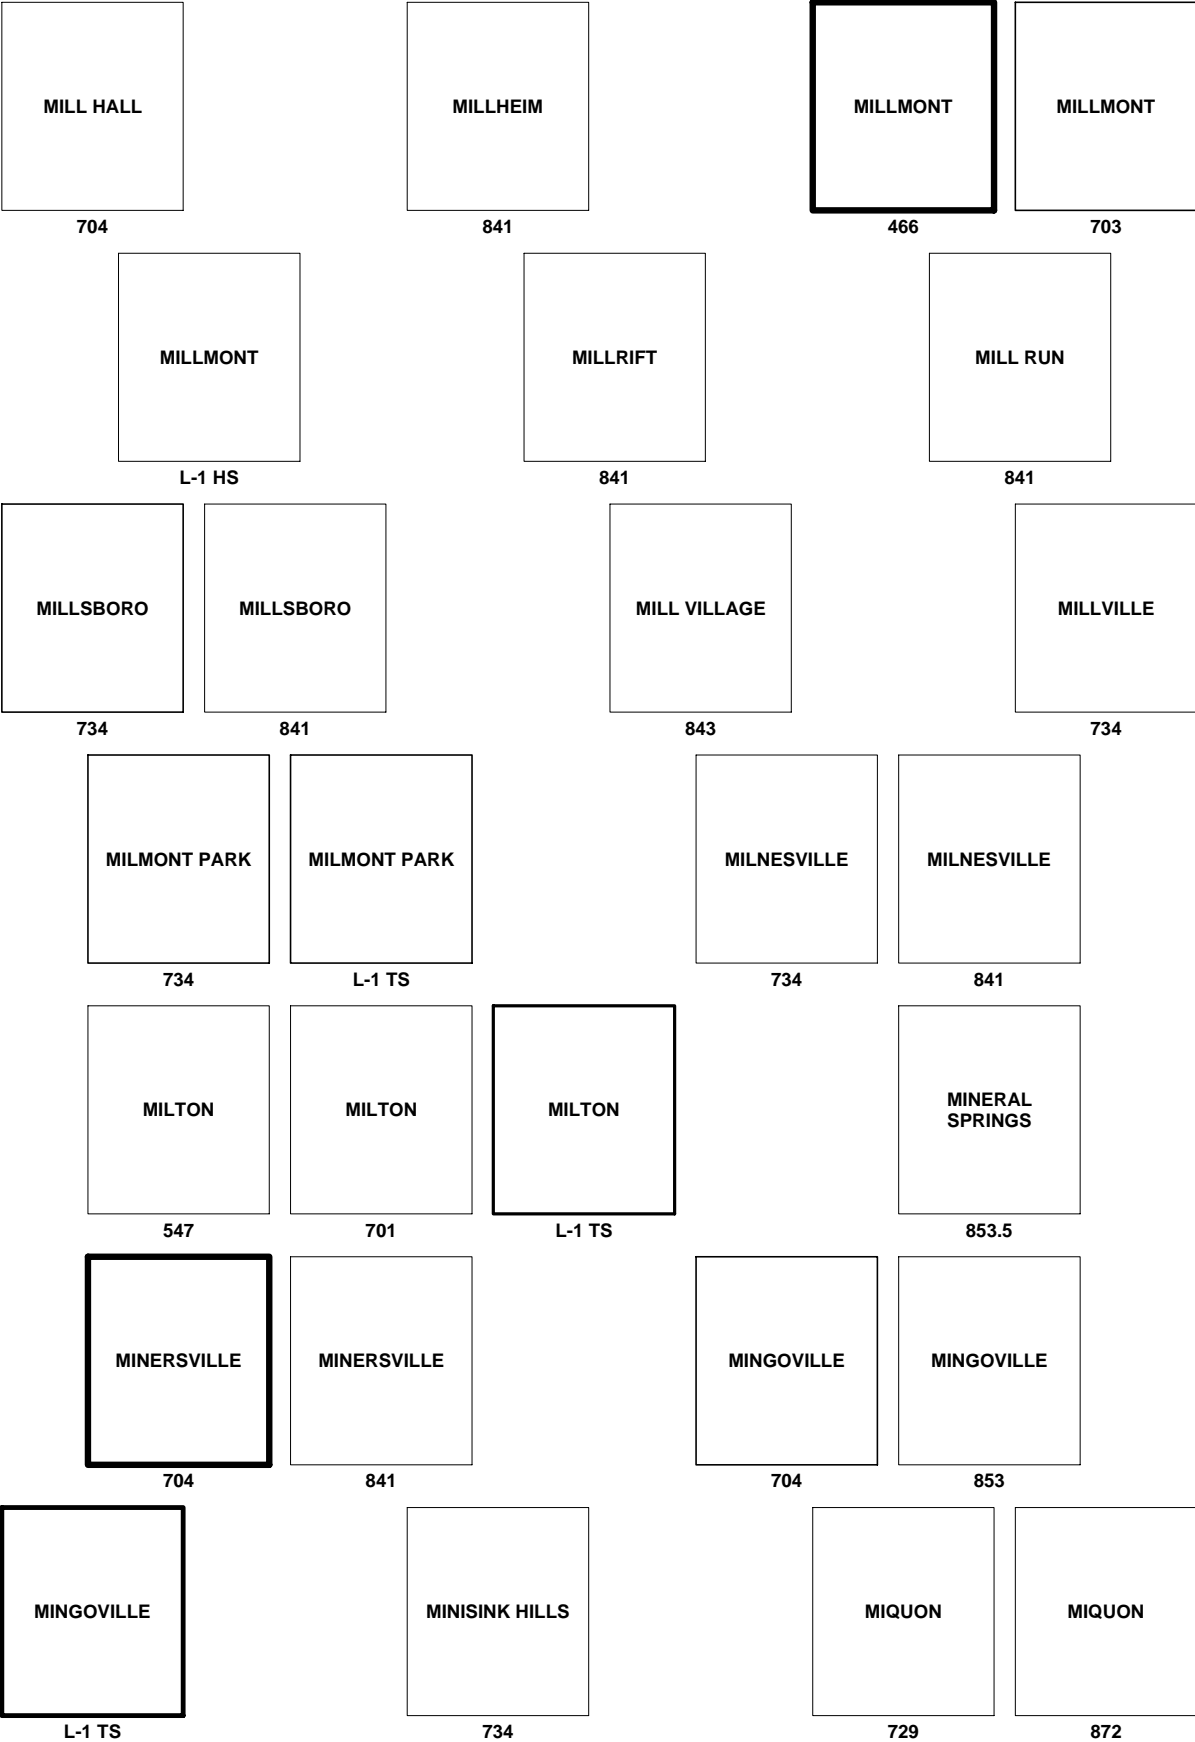 MILL HALL
MILLHEIM
MILLMONT
MILLMONT
704
841
466
703
MILLMONT
MILLRIFT
MILL RUN
L-1 HS
841
841
MILLSBORO
MILLSBORO
MILL VILLAGE
MILLVILLE
734
841
843
734
MILMONT PARK
MILMONT PARK
MILNESVILLE
MILNESVILLE
734
L-1 TS
734
841
MILTON
MILTON
MILTON
MINERAL
SPRINGS
547
701
L-1 TS
853.5
MINERSVILLE
MINERSVILLE
MINGOVILLE
MINGOVILLE
704
841
704
853
MINGOVILLE
MINISINK HILLS
MIQUON
MIQUON
L-1 TS
734
729
872